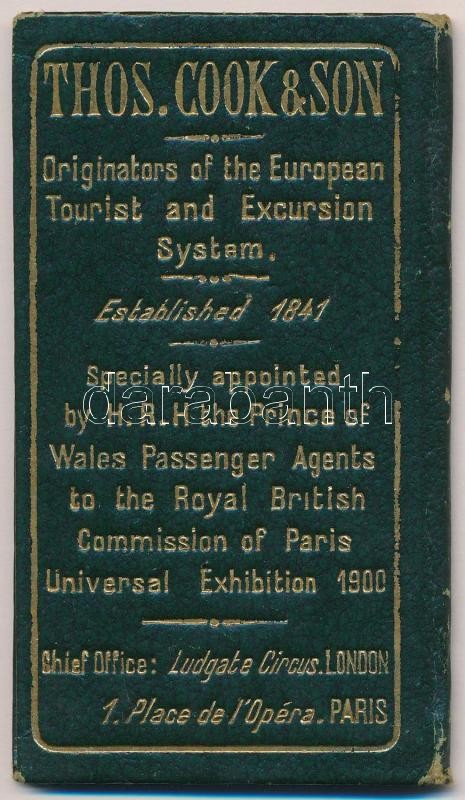 THOS. COOK & SON
Originators of the European
Tourist and Excursion
System.
Established 1841
Specially appointed
darabanth
by H.R.H the Prince of
Wales Passenger Agents
to the Royal British
Commission of Paris
Universal Exhibition 1900
Chief Office: Ludgate Circus. LONDON
1. Place de l'Opéra. PARIS